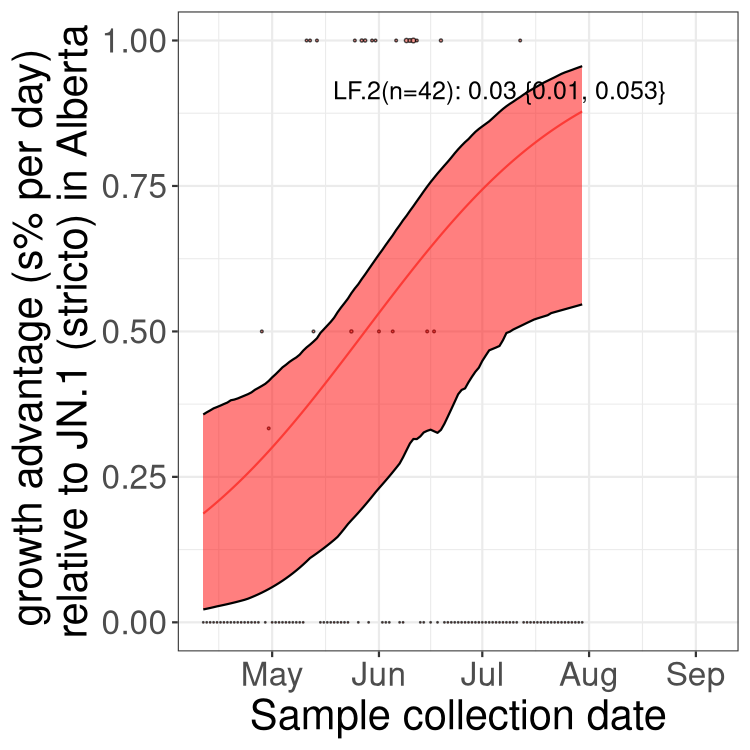 growth advantage (s% per day)
relative to JN.1 (stricto) in Alberta
1.00
0.75
0.50
0.25
0.00
LF.2(n=42): 0.03 {0.01, 0.053}
May Jun Jul Aug Sep
Sample collection date